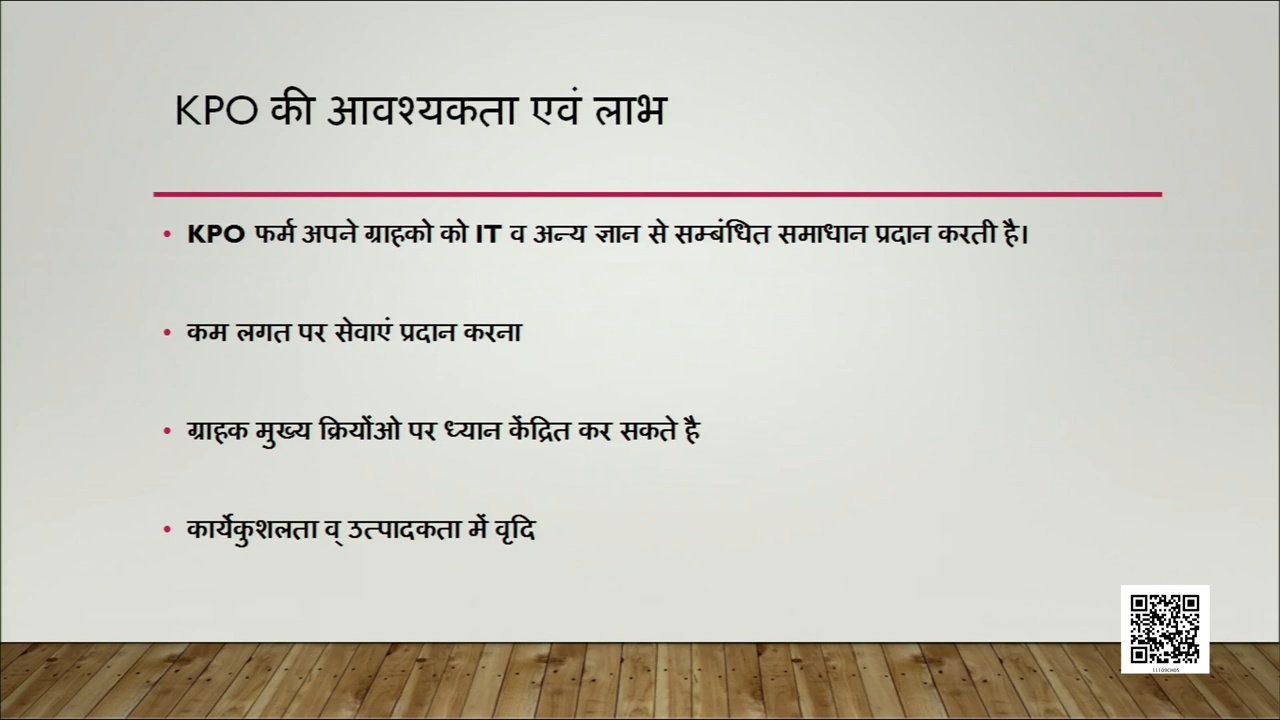 KPO की आवश्यकता एवं लाभ
• KPO फर्म अपने ग्राहको को IT व अन्य ज्ञान से सम्बंधित समाधान प्रदान करती है।
• कम लगत पर सेवाएं प्रदान करना
• ग्राहक मुख्य क्रियोंओ पर ध्यान केंद्रित कर सकते है
• कार्येकुशलता व् उत्पादकता में वृदि
11109CH05